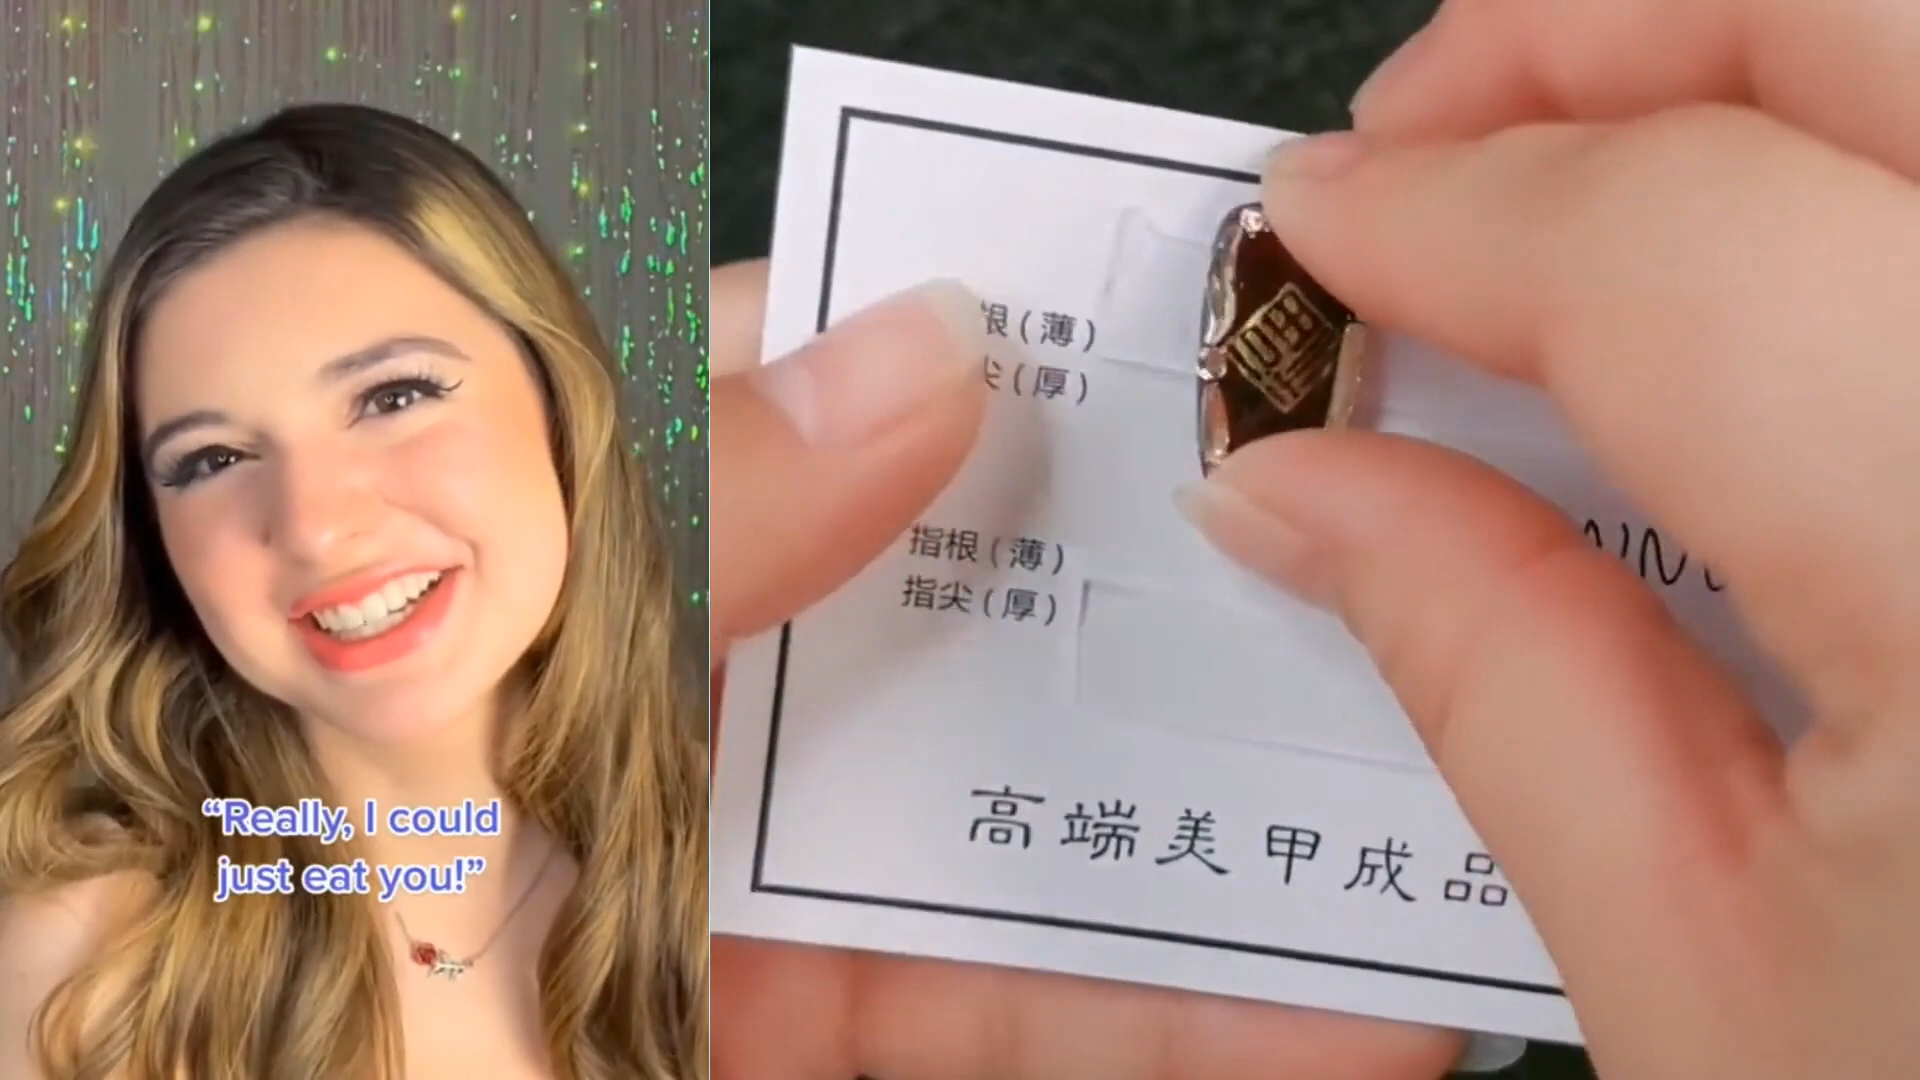 “Really, I could
just eat you!”
根（薄）
尖（厚）
指根（薄）
指尖（厚）
高端美甲成品